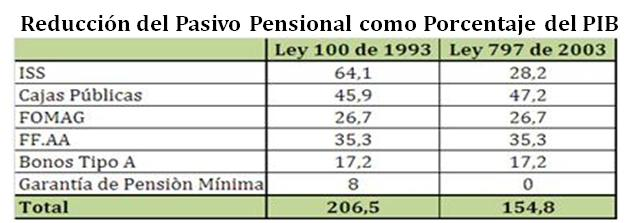 Reducción del Pasivo Pensional como Porcentaje del PIB
Ley 100 de 1993 Ley 797 de 2003
ISS 64,1 28,2
Cajas Públicas 45,9 47,2
FOMAG 26,7 26,7
FF.AA 35,3 35,3
Bonos Tipo A 17,2 17,2
Garantía de Pensiòn Mínima 8 0
Total 206,5 154,8